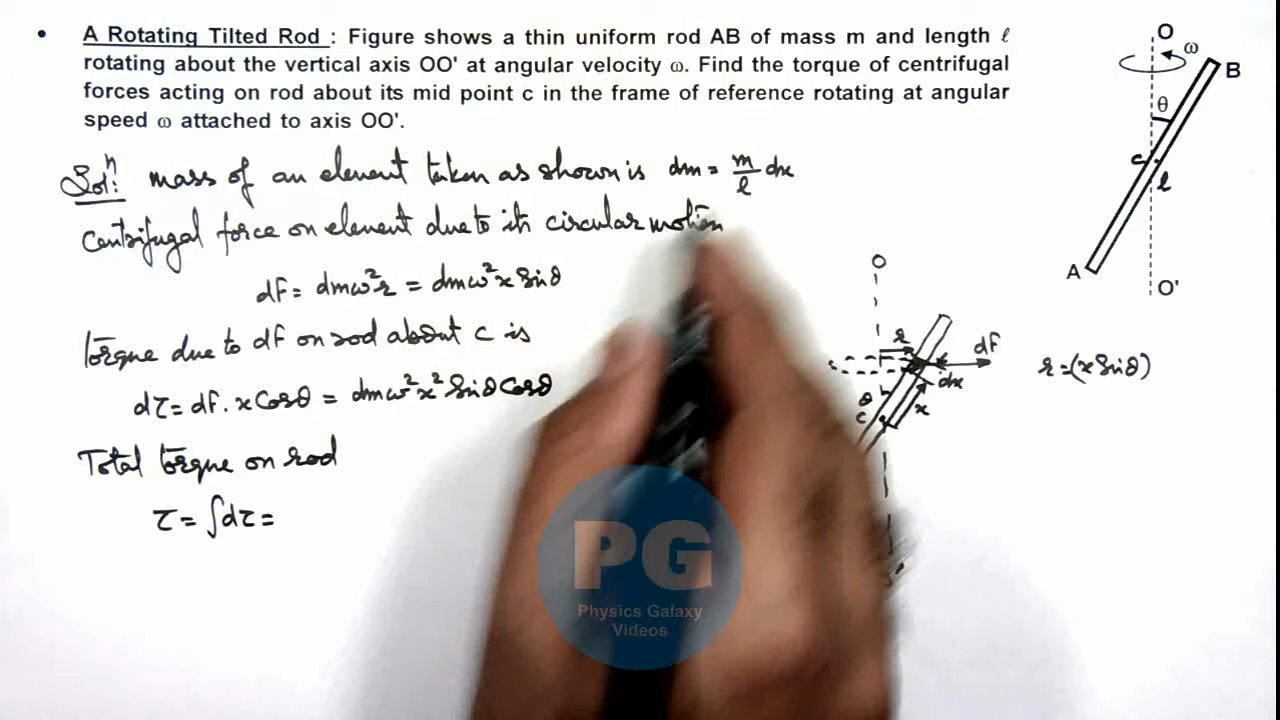 • A Rotating Tilted Rod : Figure shows a thin uniform rod AB of mass m and length ℓ
rotating about the vertical axis OO' at angular velocity ω. Find the torque of centrifugal
forces acting on rod about its mid point c in the frame of reference rotating at angular
speed ω attached to axis OO'.
Solⁿ: mass of an element taken as shown is dm = m/l dx
Centrifugal force on element due to its circular motion
dF = dmω²r = dmω²x Sinθ
torque due to dF on rod about c is
dτ = dF . x Cosθ = dmω²x² Sinθ Cosθ
Total torque on rod
τ = ∫dτ =
O
ω
B
θ
c
ℓ
A
O'
O
r
dF
dx
θ
x
c
r = (x Sinθ)
PG
Physics Galaxy
Videos